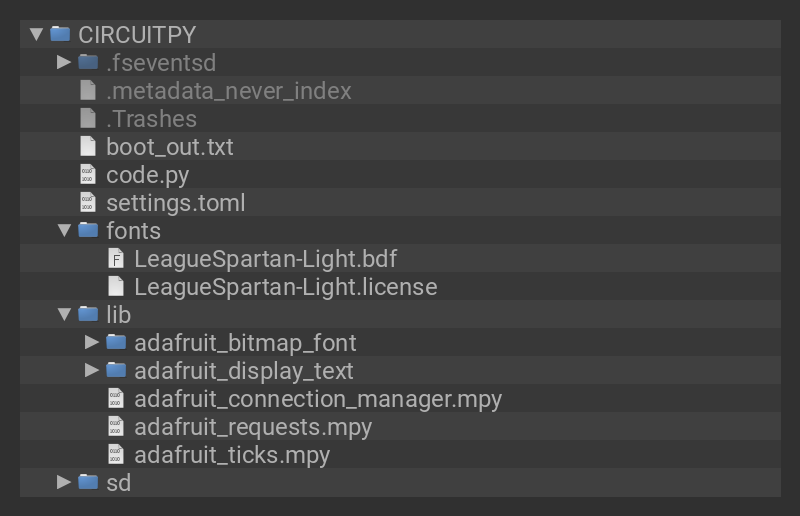 CIRCUITPY
.fseventsd
.metadata_never_index
.Trashes
boot_out.txt
code.py
settings.toml
fonts
LeagueSpartan-Light.bdf
LeagueSpartan-Light.license
lib
adafruit_bitmap_font
adafruit_display_text
adafruit_connection_manager.mpy
adafruit_requests.mpy
adafruit_ticks.mpy
sd